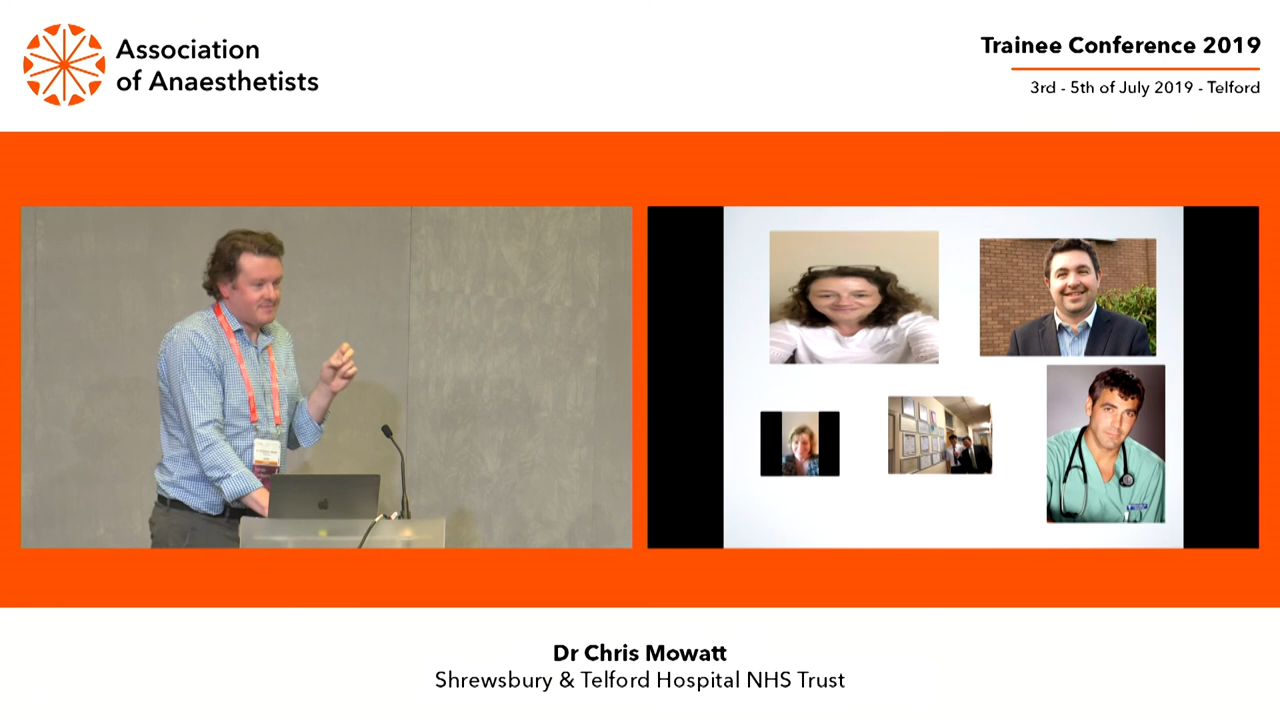 Association
of Anaesthetists
Trainee Conference 2019
3rd - 5th of July 2019 - Telford
Dr Chris Mowatt
Shrewsbury & Telford Hospital NHS Trust